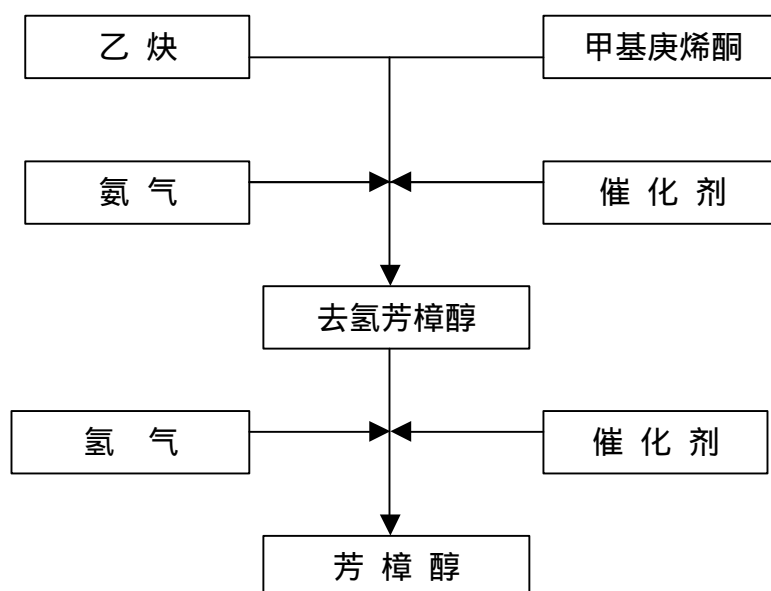 乙 炔
甲基庚烯酮
氨 气
催 化 剂
去氢芳樟醇
氢 气
催 化 剂
芳 樟 醇